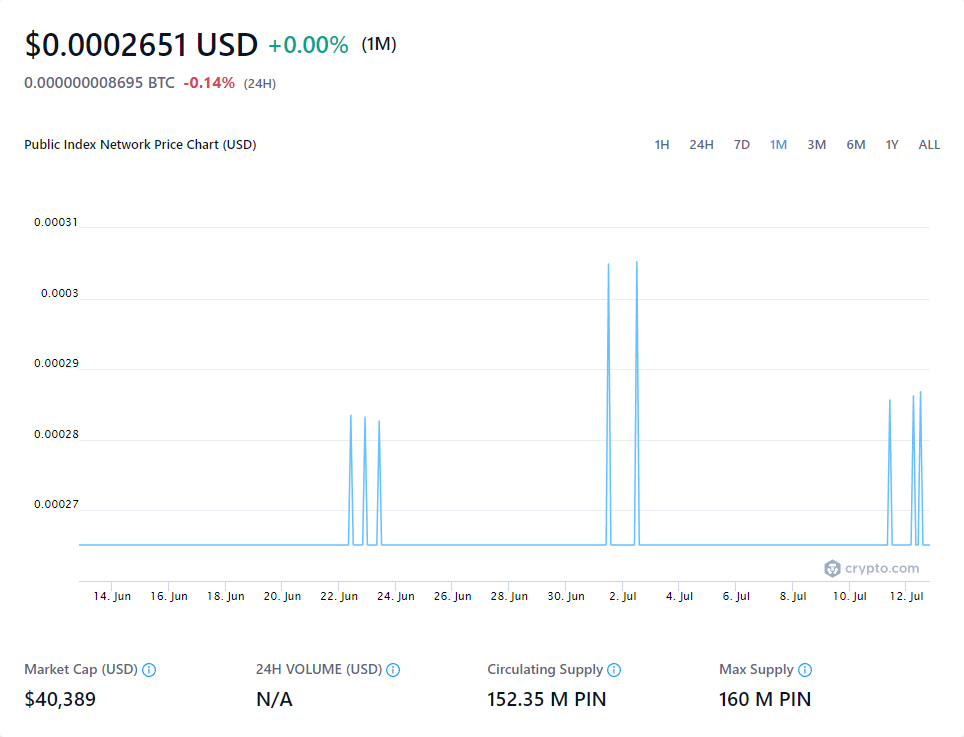 $0.0002651 USD +0.00% (1M)
0.000000008695 BTC -0.14% (24H)
Public Index Network Price Chart (USD)
1H 24H 7D 1M 3M 6M 1Y ALL
0.00031
0.0003
0.00029
0.00028
0.00027
crypto.com
14. Jun 16. Jun 18. Jun 20. Jun 22. Jun 24. Jun 26. Jun 28. Jun 30. Jun 2. Jul 4. Jul 6. Jul 8. Jul 10. Jul 12. Jul
Market Cap (USD) 24H VOLUME (USD) Circulating Supply Max Supply
$40,389 N/A 152.35 M PIN 160 M PIN